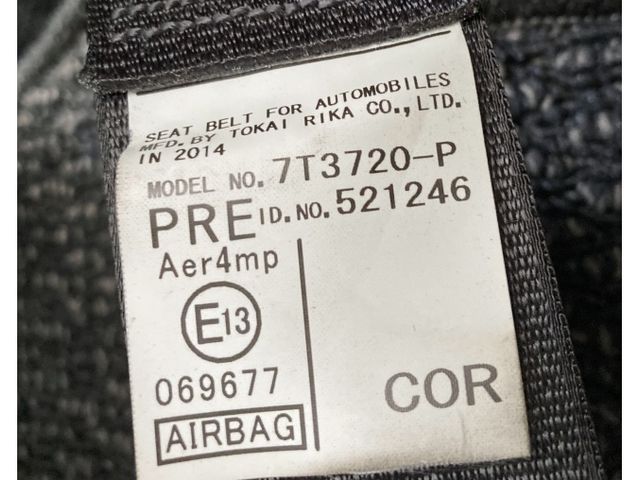 SEAT BELT FOR AUTOMOBILES
MFD. BY TOKAI RIKA CO., LTD.
IN 2014
MODEL NO. 7T3720-P
PRE ID. NO. 521246
Aer4mp
E13
069677
AIRBAG
COR